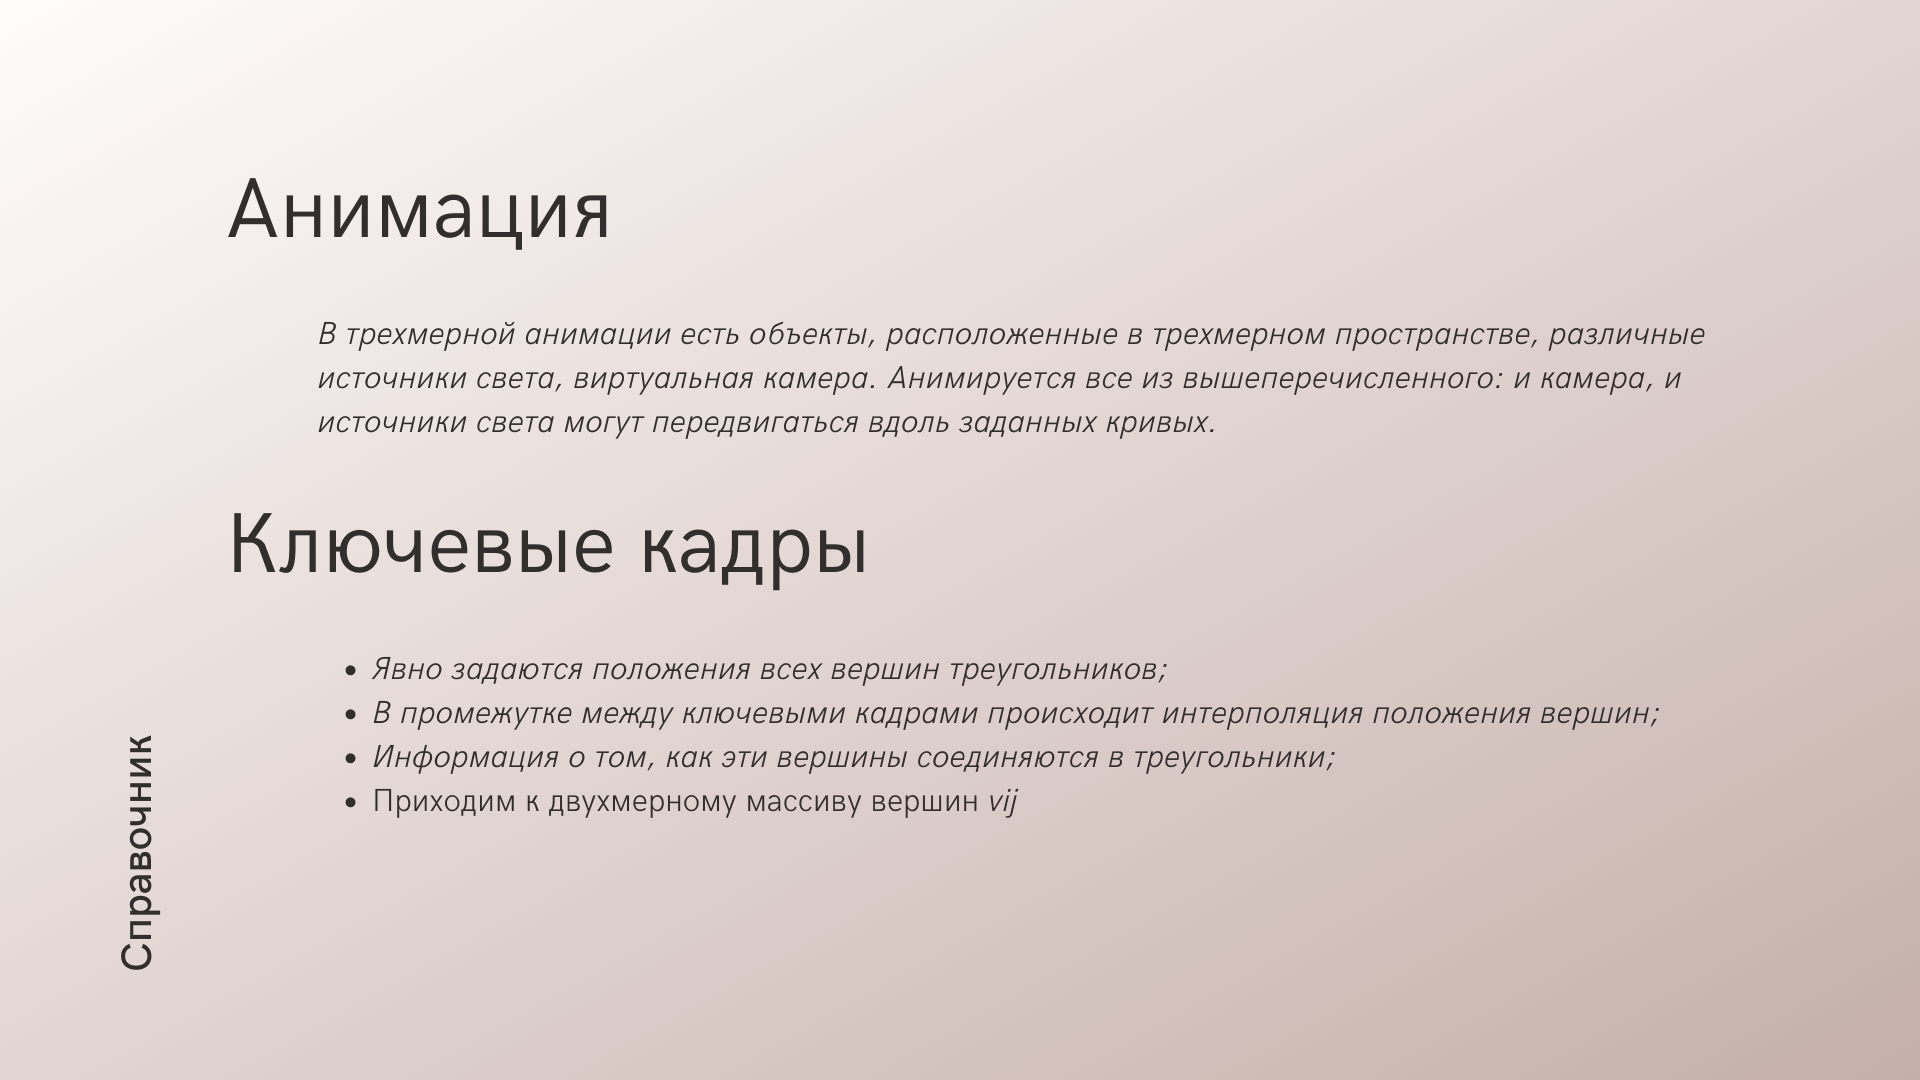 Анимация
В трехмерной анимации есть объекты, расположенные в трехмерном пространстве, различные
источники света, виртуальная камера. Анимируется все из вышеперечисленного: и камера, и
источники света могут передвигаться вдоль заданных кривых.
Ключевые кадры
• Явно задаются положения всех вершин треугольников;
• В промежутке между ключевыми кадрами происходит интерполяция положения вершин;
• Информация о том, как эти вершины соединяются в треугольники;
• Приходим к двухмерному массиву вершин vij
Справочник